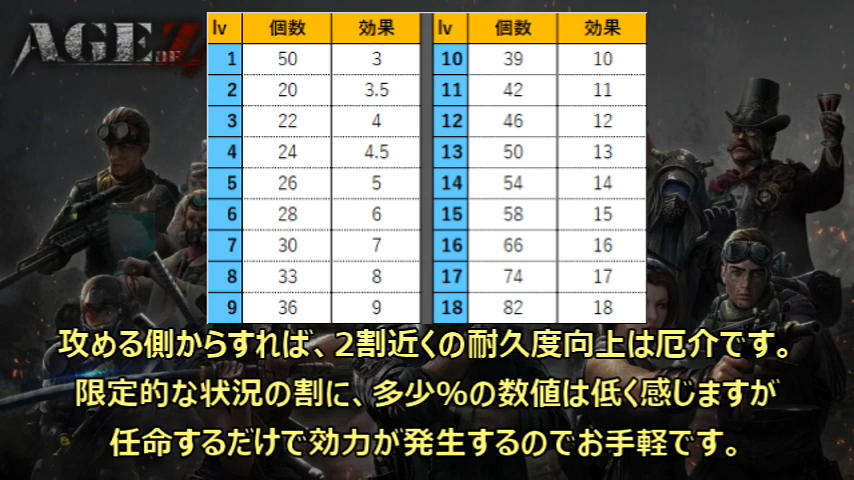 AGE OF Z
lv 個数 効果 lv 個数 効果
1 50 3 10 39 10
2 20 3.5 11 42 11
3 22 4 12 46 12
4 24 4.5 13 50 13
5 26 5 14 54 14
6 28 6 15 58 15
7 30 7 16 66 16
8 33 8 17 74 17
9 36 9 18 82 18
攻める側からすれば、2割近くの耐久度向上は厄介です。
限定的な状況の割に、多少%の数値は低く感じますが
任命するだけで効力が発生するのでお手軽です。